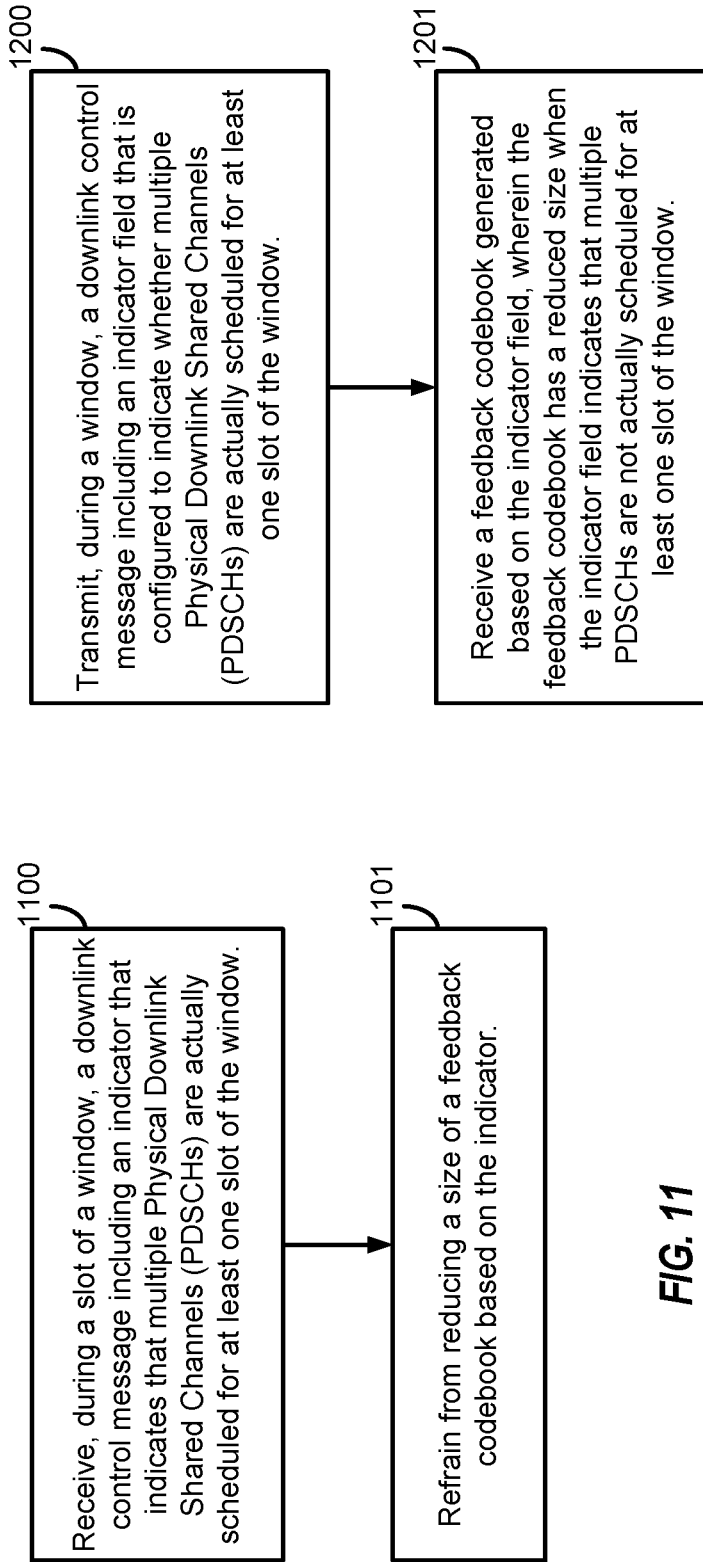 1100
Receive, during a slot of a window, a downlink
control message including an indicator that
indicates that multiple Physical Downlink
Shared Channels (PDSCHs) are actually
scheduled for at least one slot of the window.
1101
Refrain from reducing a size of a feedback
codebook based on the indicator.
FIG. 11
1200
Transmit, during a window, a downlink control
message including an indicator field that is
configured to indicate whether multiple
Physical Downlink Shared Channels
(PDSCHs) are actually scheduled for at least
one slot of the window.
1201
Receive a feedback codebook generated
based on the indicator field, wherein the
feedback codebook has a reduced size when
the indicator field indicates that multiple
PDSCHs are not actually scheduled for at
least one slot of the window.